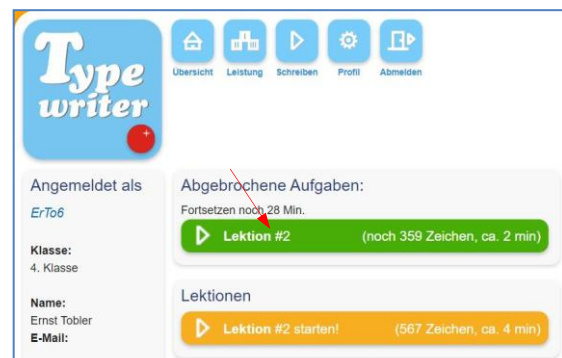 Type
writer
Übersicht Leistung Schreiben Profil Abmelden
Angemeldet als
ErTo6
Klasse:
4. Klasse
Name:
Ernst Tobler
E-Mail:
Abgebrochene Aufgaben:
Fortsetzen noch 28 Min.
Lektion #2 (noch 359 Zeichen, ca. 2 min)
Lektionen
Lektion #2 starten! (567 Zeichen, ca. 4 min)